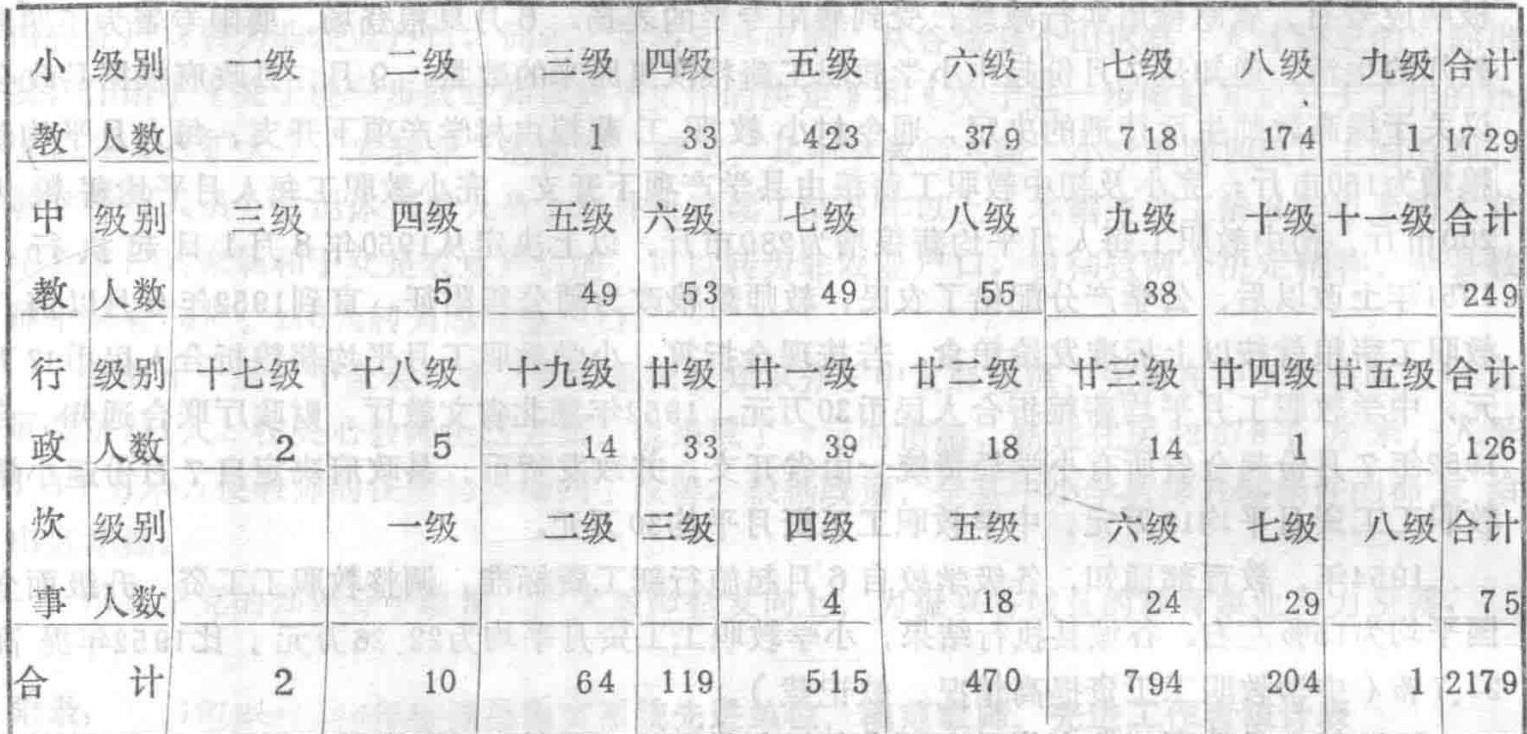 小 级别 一级 二级 三级 四级 五级 六级 七级 八级 九级 合计
教 人数 1 33 423 379 718 174 1 1729
中 级别 三级 四级 五级 六级 七级 八级 九级 十级 十一级 合计
教 人数 5 49 53 49 55 38 249
行 级别 十七级 十八级 十九级 廿级 廿一级 廿二级 廿三级 廿四级 廿五级 合计
政 人数 2 5 14 33 39 18 14 1 126
炊 级别 一级 二级 三级 四级 五级 六级 七级 八级 合计
事 人数 4 18 24 29 75
合 计 2 10 64 119 515 470 794 204 1 2179